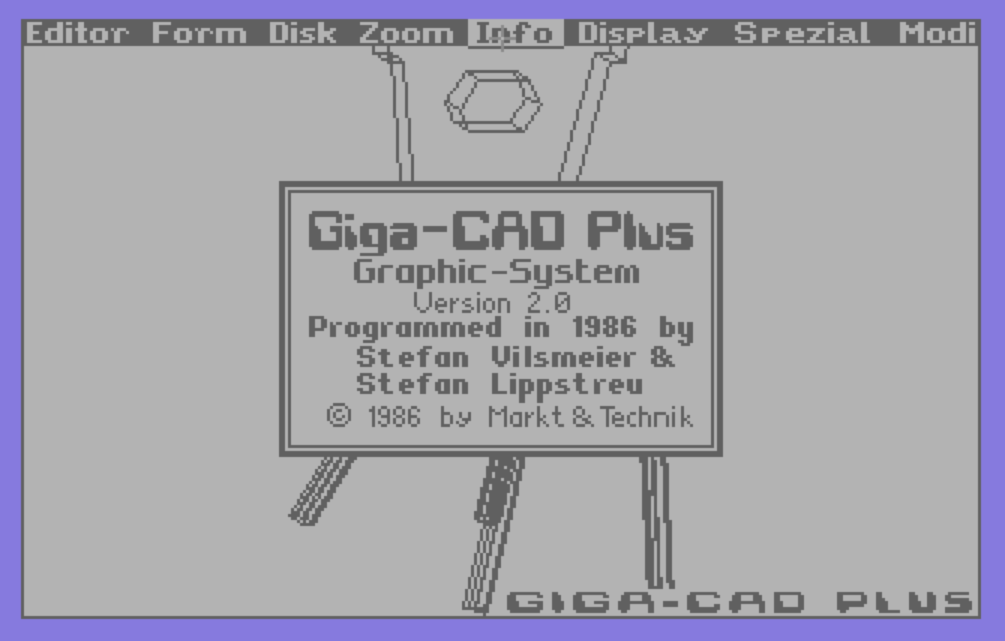 Editor Form Disk Zoom Info Display Spezial Modi
Giga-CAD Plus
Graphic-System
Version 2.0
Programmed in 1986 by
Stefan Vilsmeier &
Stefan Lippstreu
© 1986 by Markt & Technik
GIGA-CAD PLUS